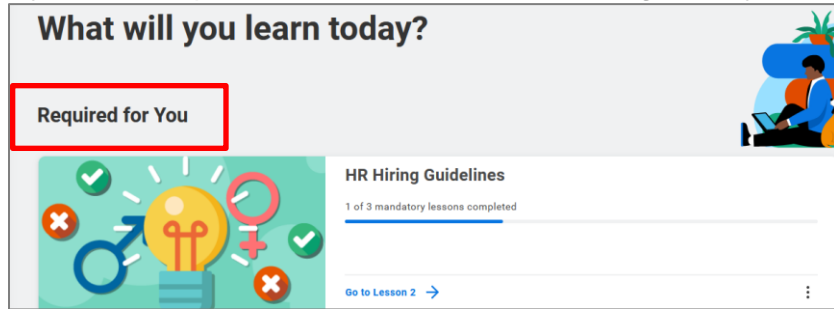 What will you learn today?
Required for You
HR Hiring Guidelines
1 of 3 mandatory lessons completed
Go to Lesson 2